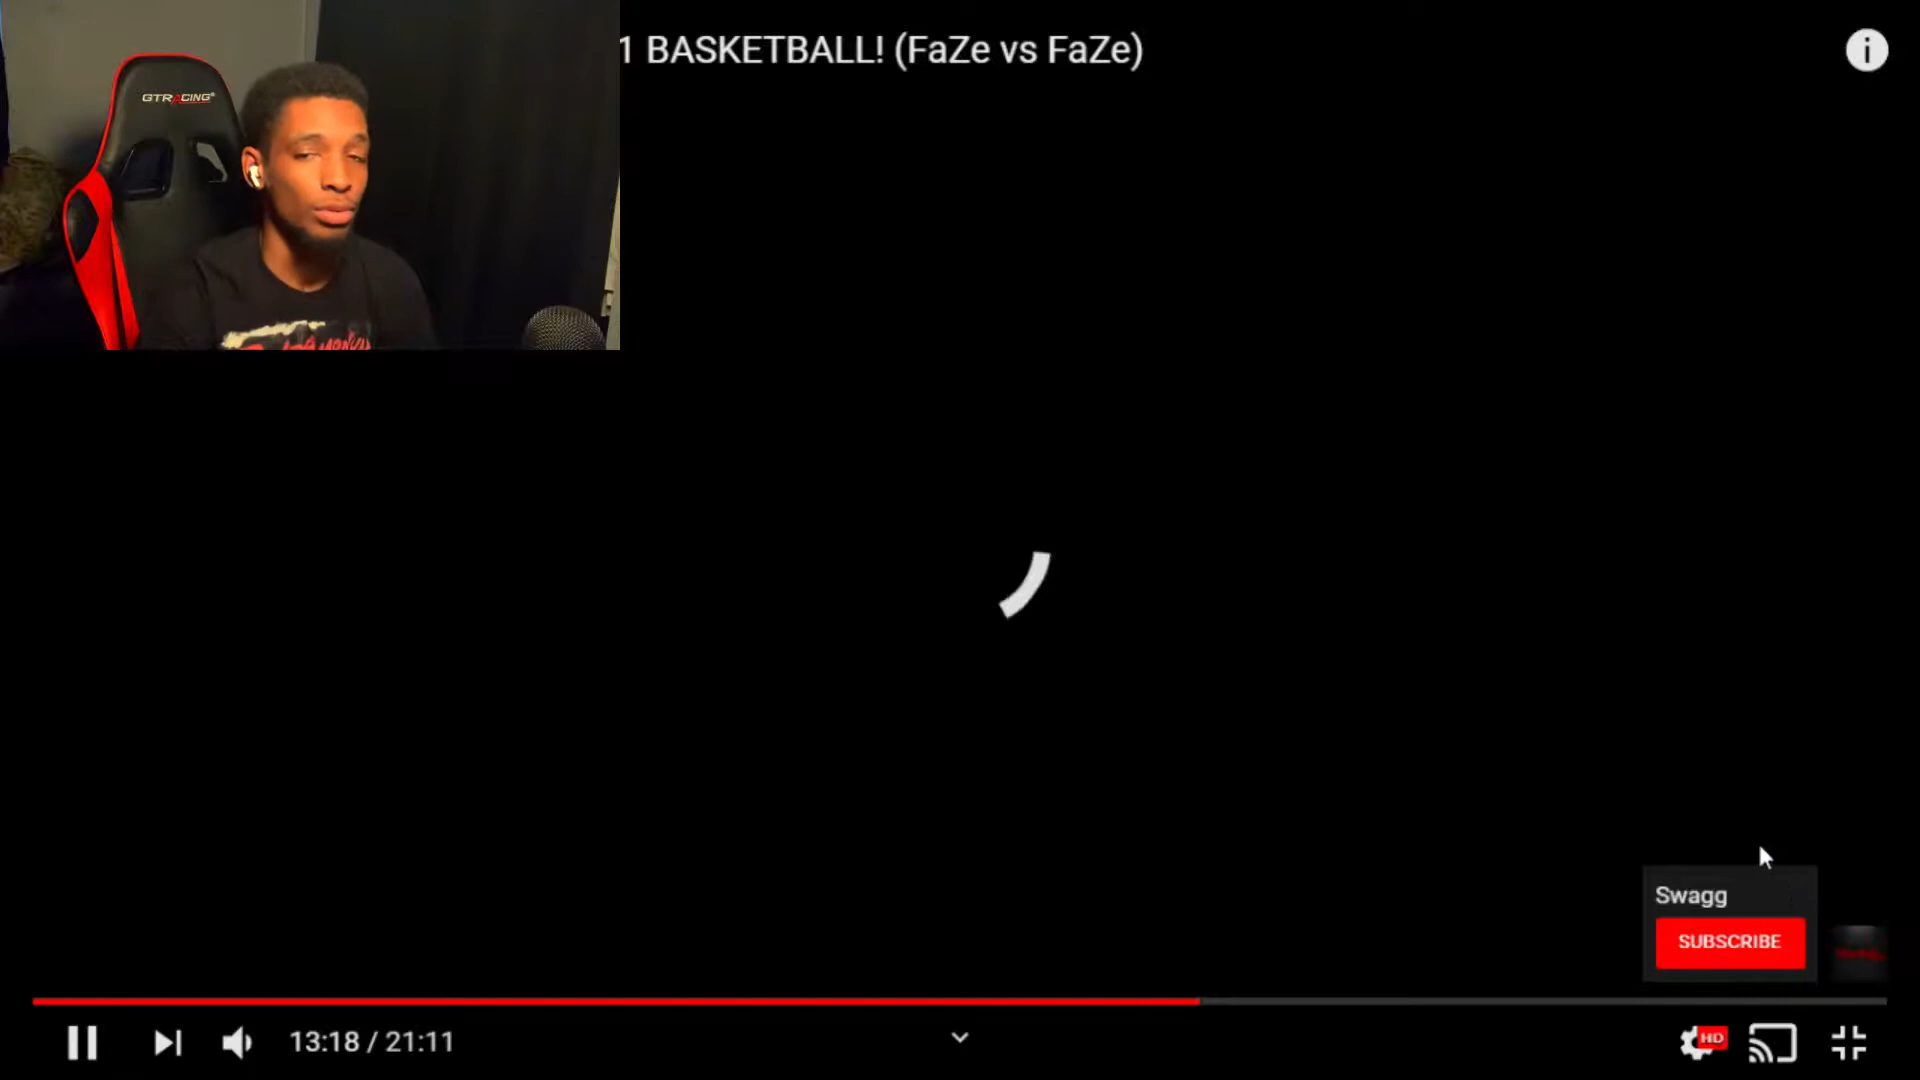 1 BASKETBALL! (FaZe vs FaZe)
GTRACING
Swagg
SUBSCRIBE
13:18 / 21:11
HD